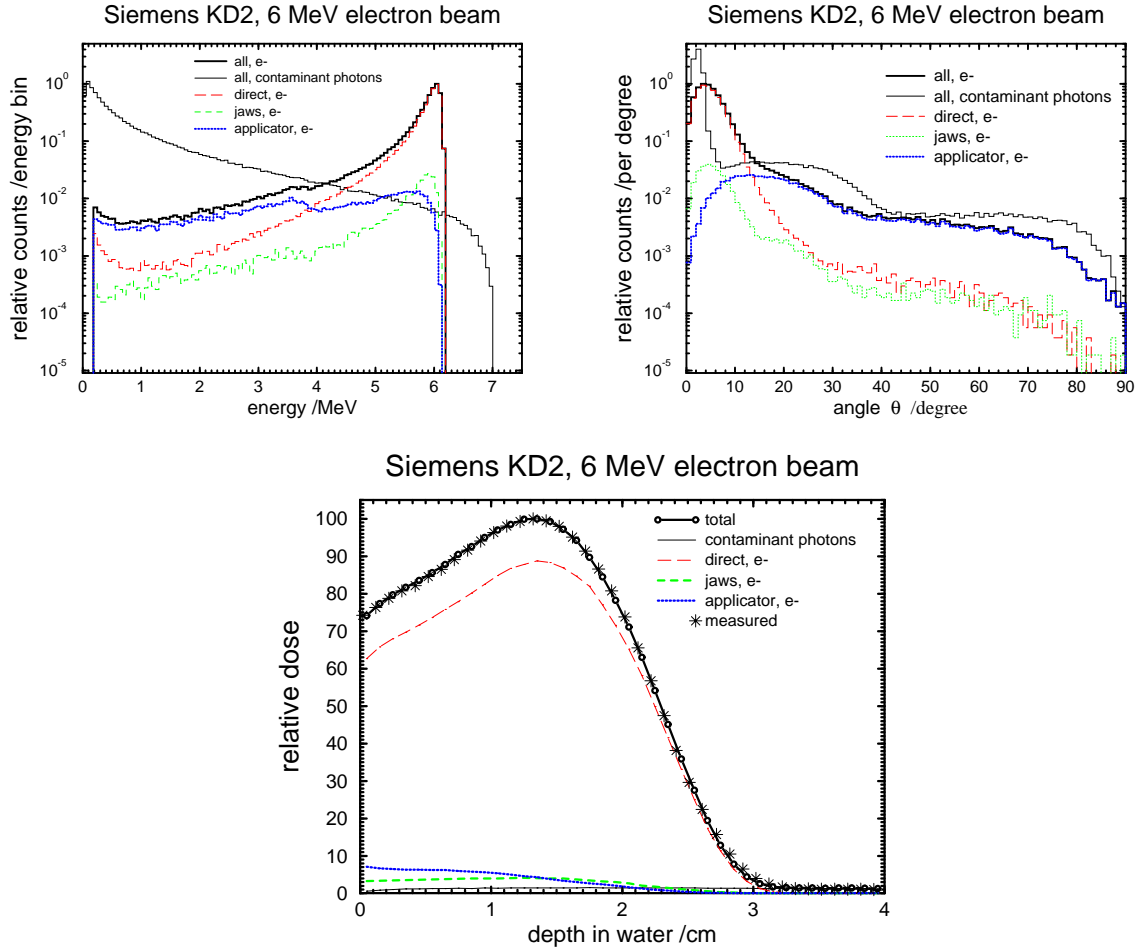 Siemens KD2, 6 MeV electron beam
all, e-
all, contaminant photons
direct, e-
jaws, e-
applicator, e-
relative counts /energy bin
10^0
10^-1
10^-2
10^-3
10^-4
10^-5
0 1 2 3 4 5 6 7
energy /MeV
Siemens KD2, 6 MeV electron beam
all, e-
all, contaminant photons
direct, e-
jaws, e-
applicator, e-
relative counts /per degree
10^0
10^-1
10^-2
10^-3
10^-4
10^-5
0 10 20 30 40 50 60 70 80 90
angle θ /degree
Siemens KD2, 6 MeV electron beam
total
contaminant photons
direct, e-
jaws, e-
applicator, e-
measured
relative dose
100
90
80
70
60
50
40
30
20
10
0
0 1 2 3 4
depth in water /cm